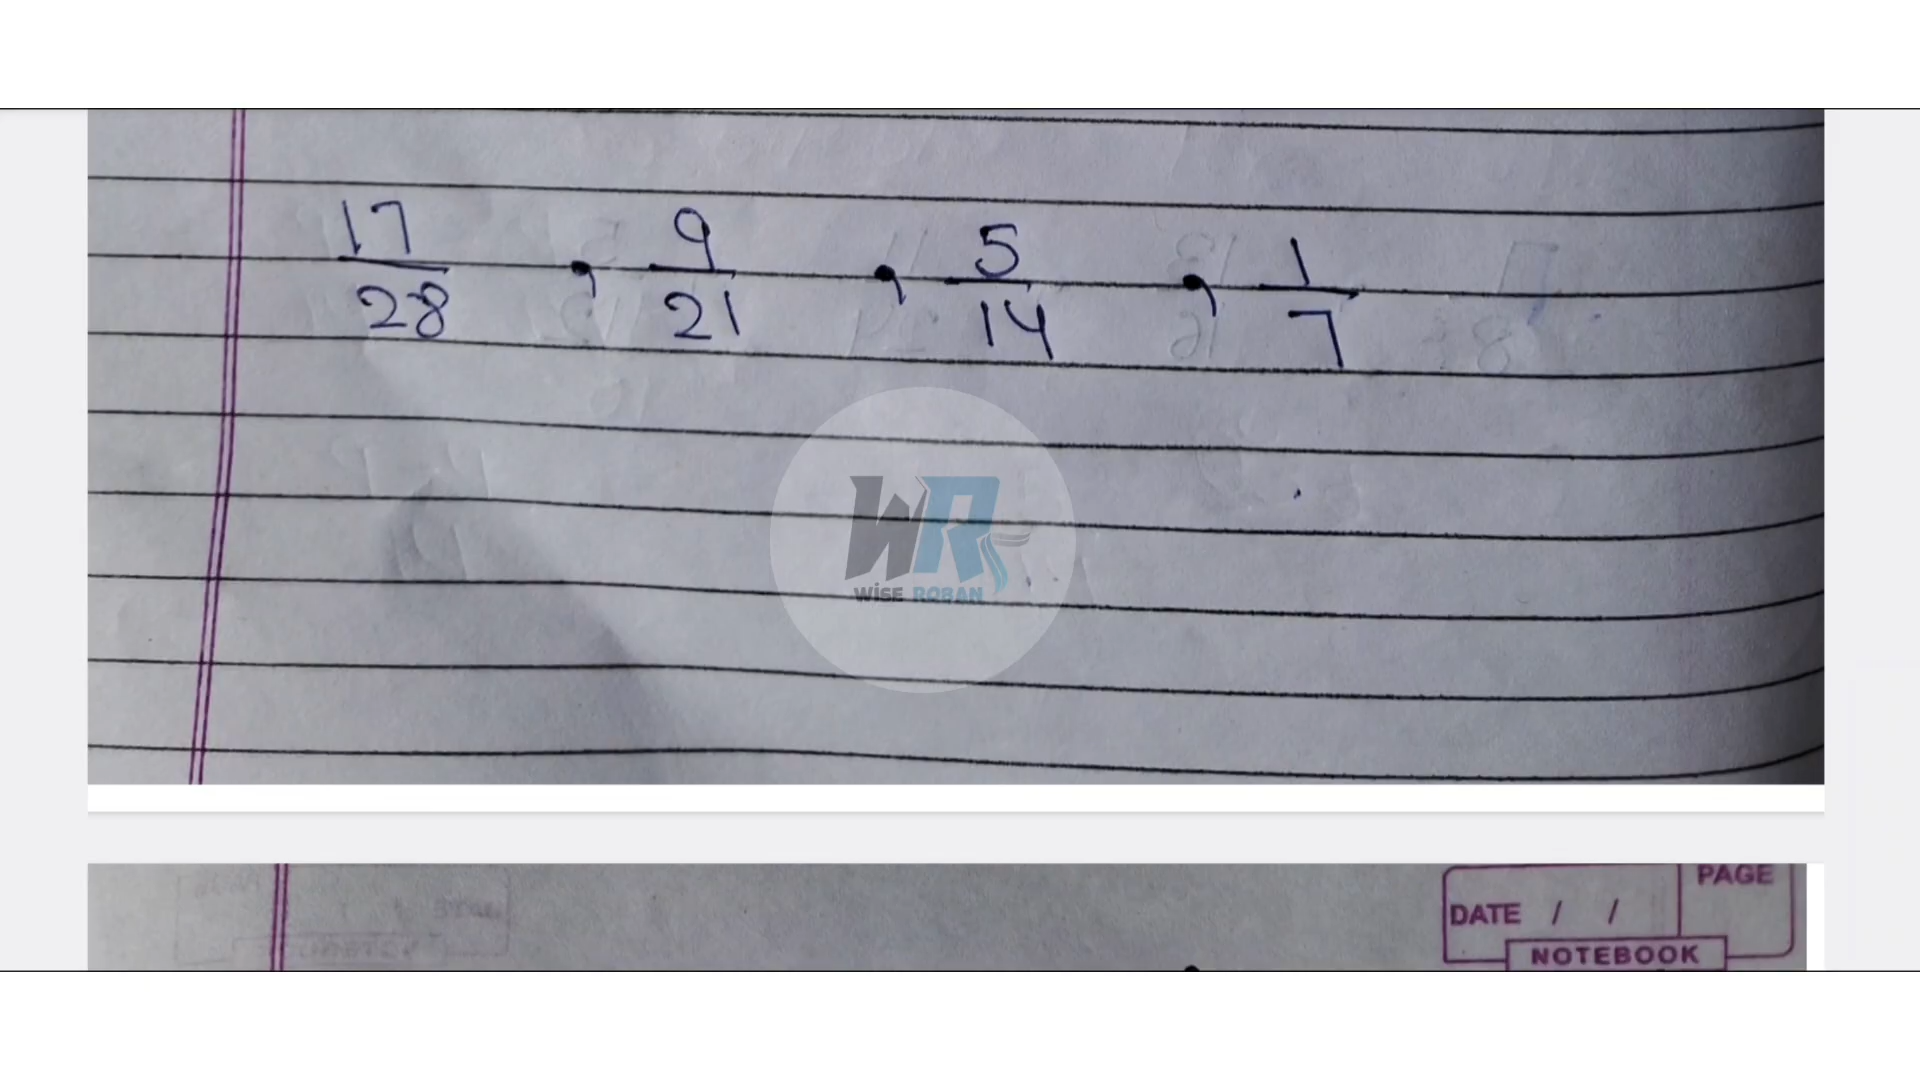 17/28 , 9/21 , 5/14 , 1/7
WiSE ROBAN
PAGE
DATE / /
NOTEBOOK